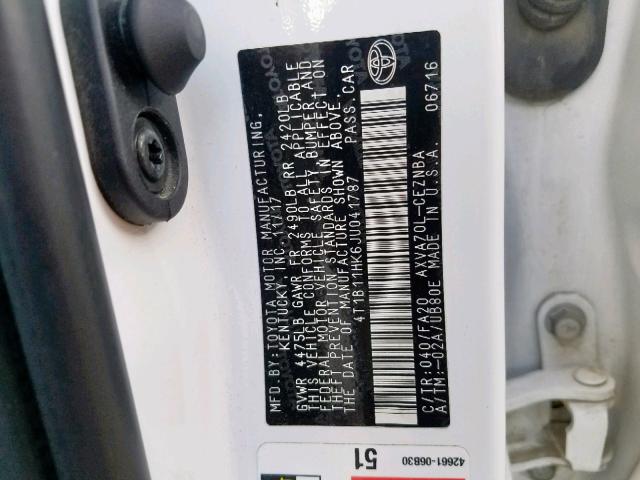 MFD.BY:TOYOTA MOTOR MANUFACTURING,
KENTUCKY, INC. 11/17
GVWR 4475LB GAWR FR 2490LB RR 2420LB
THIS VEHICLE CONFORMS TO ALL APPLICABLE
FEDERAL MOTOR VEHICLE SAFETY, BUMPER AND
THEFT PREVENTION STANDARDS IN EFFECT ON
THE DATE OF MANUFACTURE SHOWN ABOVE.
4T1B11HK6JU041787 PASS.CAR
C/TR:040/FA20 AXVA70L-CEZNBA
A/TM:-02A/UB80E MADE IN U.S.A. 06716
TOYOTA
51
42661-06B30